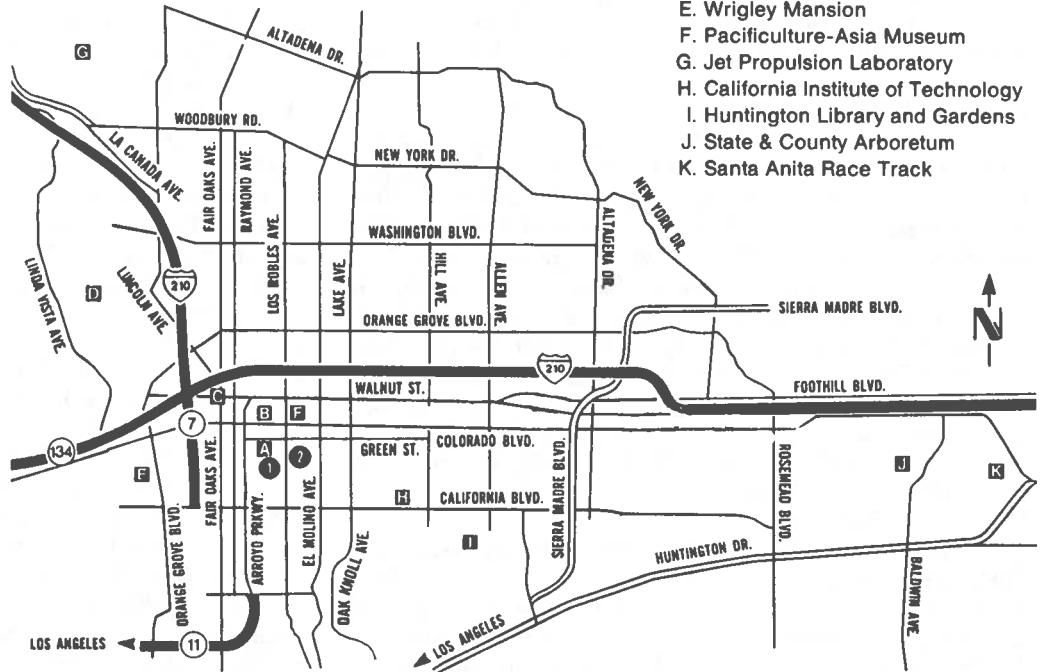 E. Wrigley Mansion
F. Pacificulture-Asia Museum
G. Jet Propulsion Laboratory
H. California Institute of Technology
I. Huntington Library and Gardens
J. State & County Arboretum
K. Santa Anita Race Track
G
ALTADENA DR.
WOODBURY RD.
LA CANADA AVE.
FAIR OAKS AVE.
RAYMOND AVE.
NEW YORK DR.
NEW YORK DR.
WASHINGTON BLVD.
LINDA VISTA AVE.
D
LINCOLN AVE.
210
LOS ROBLES AVE.
LAKE AVE.
HILL AVE.
ALLEN AVE.
ALTADENA DR.
N
SIERRA MADRE BLVD.
ORANGE GROVE BLVD.
210
WALNUT ST.
FOOTHILL BLVD.
C
B
F
7
COLORADO BLVD.
134
GREEN ST.
A
1
2
E
FAIR OAKS AVE.
H
CALIFORNIA BLVD.
SIERRA MADRE BLVD.
ROSEMEAD BLVD.
J
K
ORANGE GROVE BLVD.
ARROYO PRKWY.
EL MOLINO AVE.
OAK KNOLL AVE.
I
HUNTINGTON DR.
BALDWIN AVE.
LOS ANGELES
11
LOS ANGELES